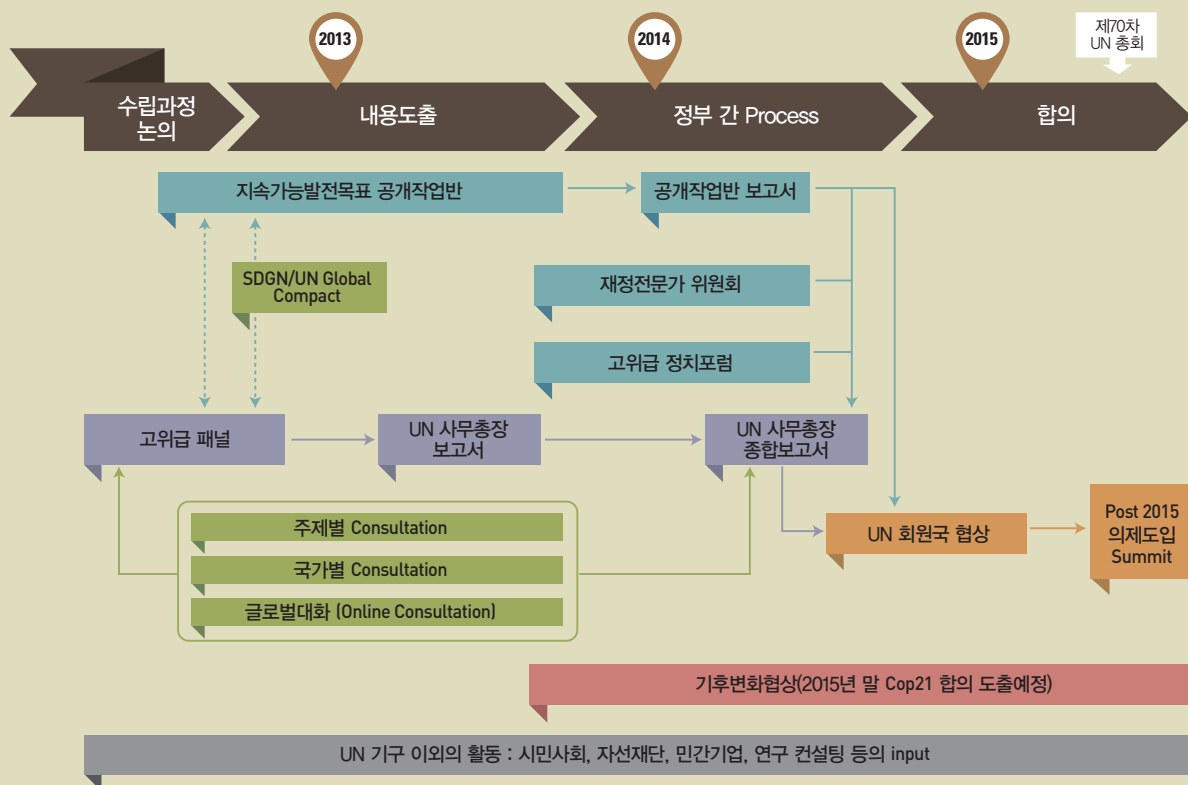 2013
2014
2015
제70차
UN 총회
수립과정
논의
내용도출
정부 간 Process
합의
지속가능발전목표 공개작업반
공개작업반 보고서
SDGN/UN Global
Compact
재정전문가 위원회
고위급 정치포럼
고위급 패널
UN 사무총장
보고서
UN 사무총장
종합보고서
주제별 Consultation
국가별 Consultation
글로벌대화 (Online Consultation)
UN 회원국 협상
Post 2015
의제도입
Summit
기후변화협상(2015년 말 Cop21 합의 도출예정)
UN 기구 이외의 활동 : 시민사회, 자선재단, 민간기업, 연구 컨설팅 등의 input